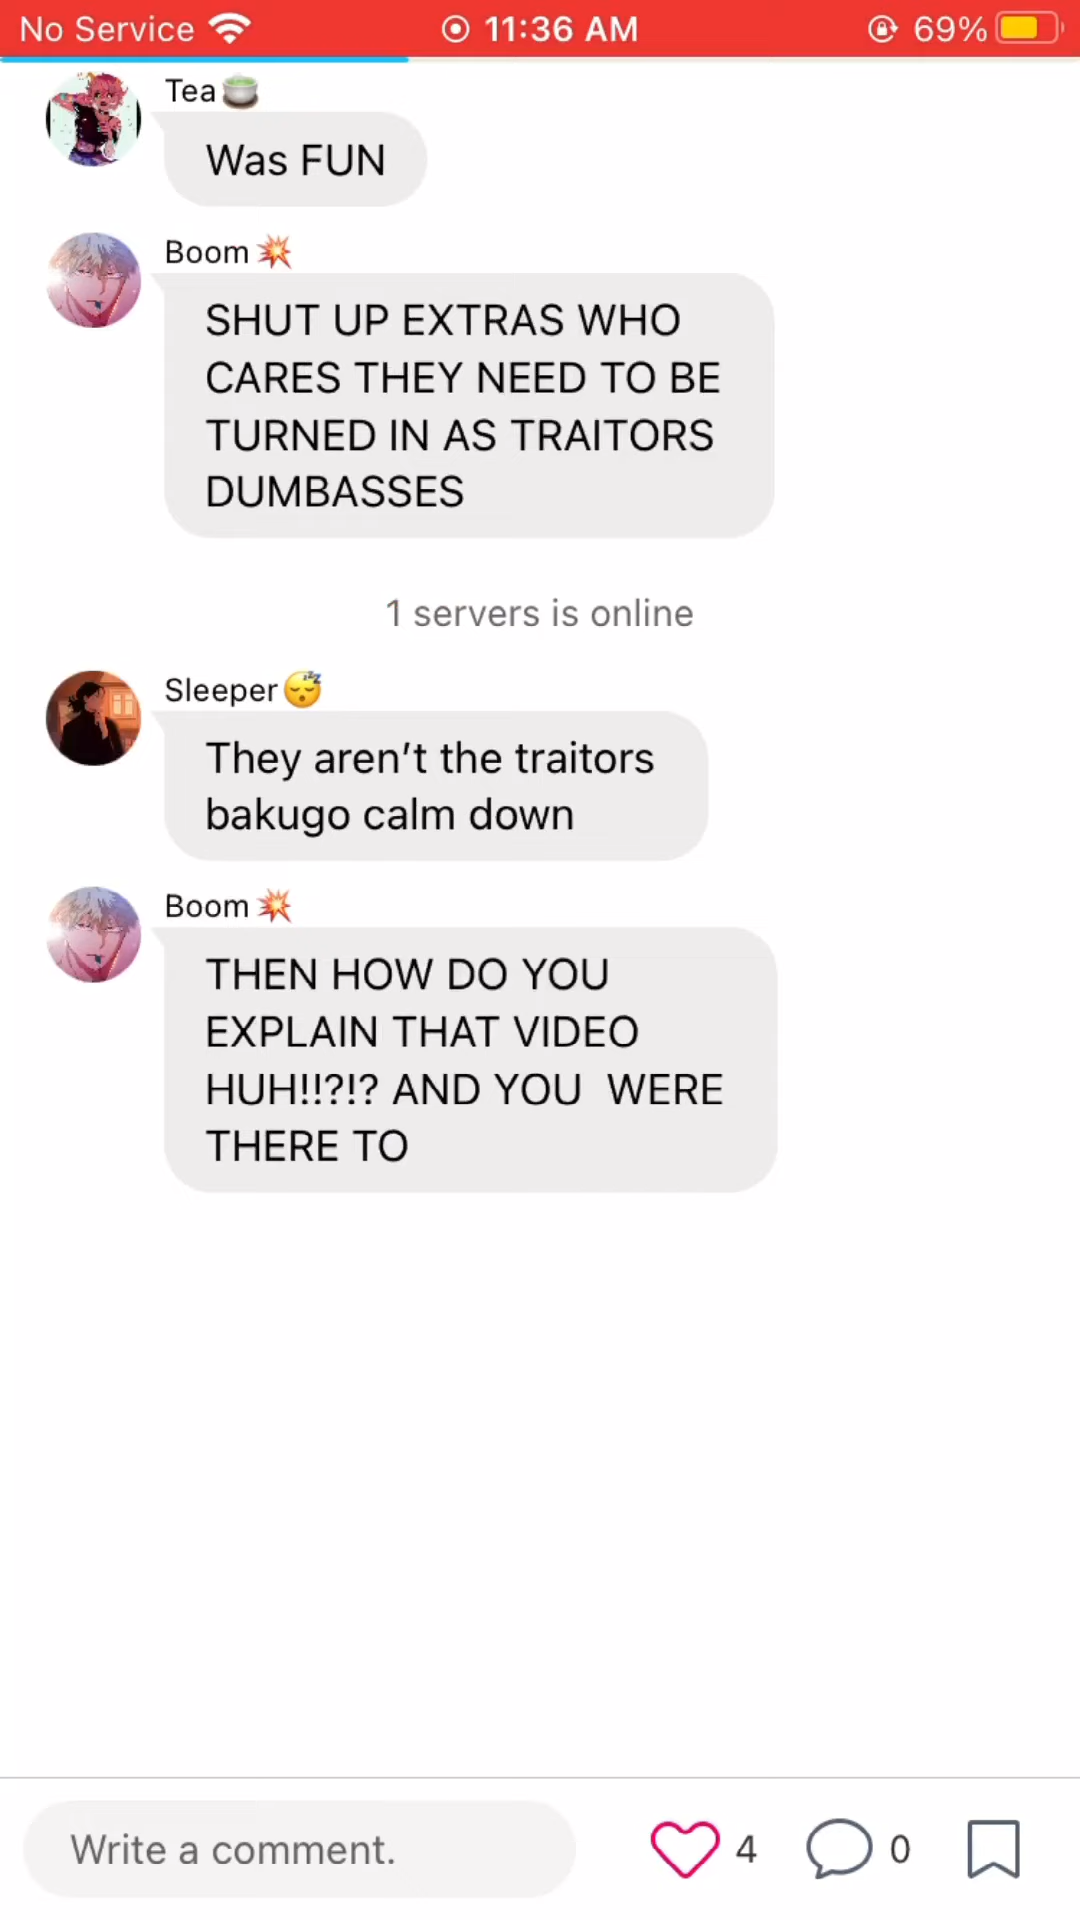 No Service 11:36 AM 69%
Tea🍵
Was FUN
Boom 💥
SHUT UP EXTRAS WHO
CARES THEY NEED TO BE
TURNED IN AS TRAITORS
DUMBASSES
1 servers is online
Sleeper😴
They aren’t the traitors
bakugo calm down
Boom 💥
THEN HOW DO YOU
EXPLAIN THAT VIDEO
HUH!!?!? AND YOU  WERE
THERE TO
Write a comment. 4 0